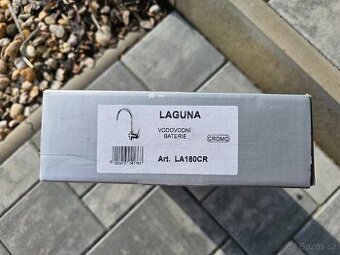 LAGUNA
VODOVODNÍ
BATERIE
CROMO
Art. LA180CR